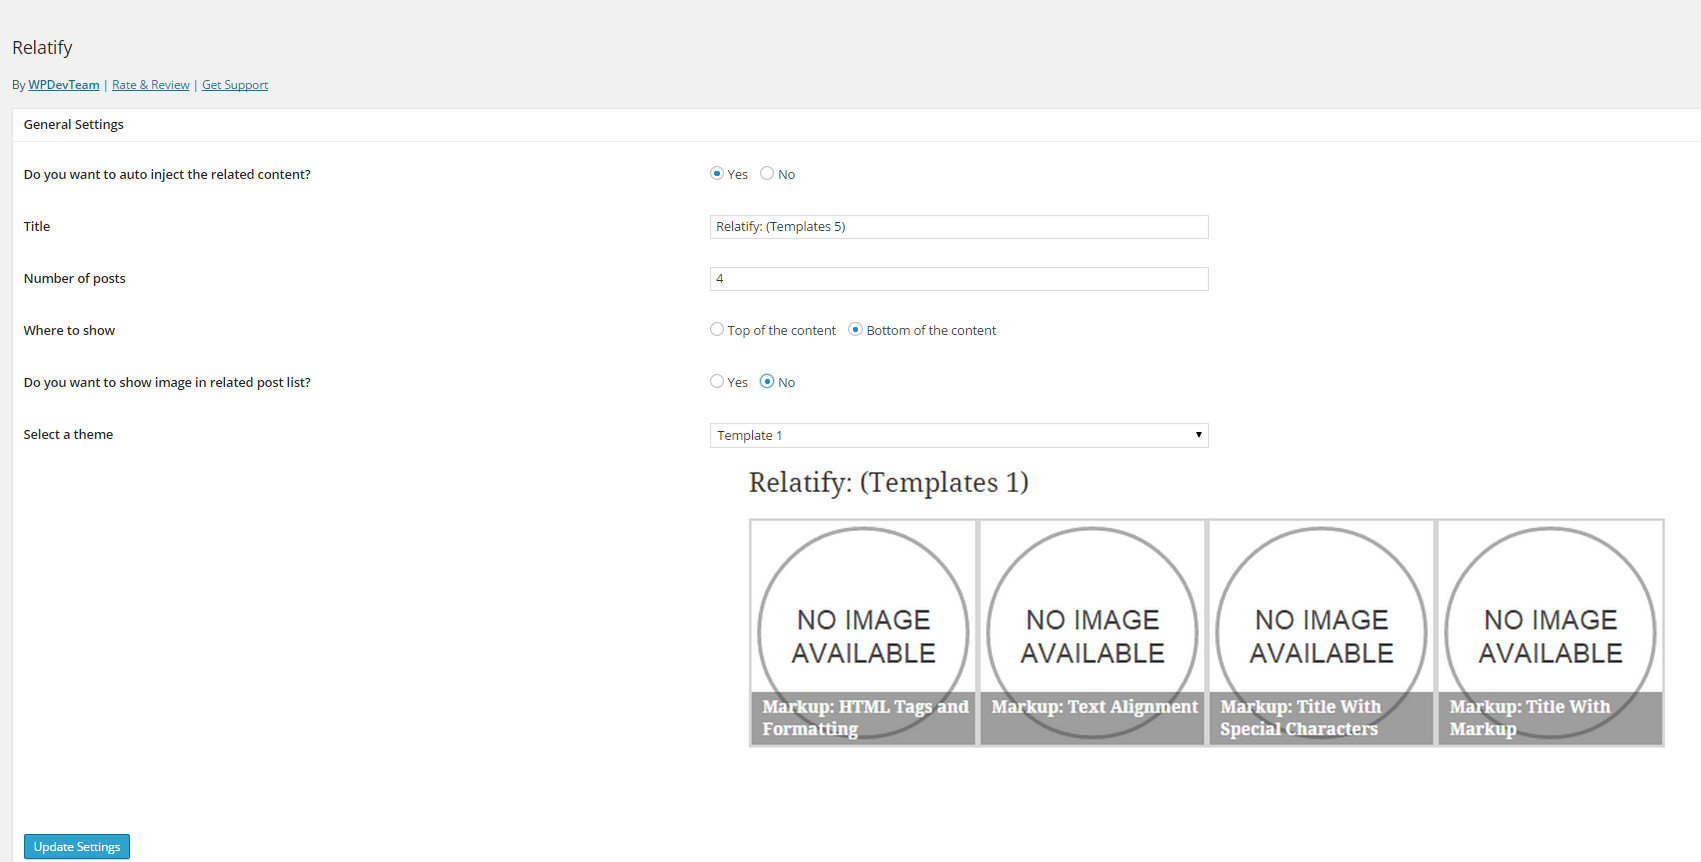 Relatify
By WPDevTeam | Rate & Review | Get Support
General Settings
Do you want to auto inject the related content? Yes No
Title Relatify: (Templates 5)
Number of posts 4
Where to show Top of the content Bottom of the content
Do you want to show image in related post list? Yes No
Select a theme Template 1
Relatify: (Templates 1)
NO IMAGE NO IMAGE NO IMAGE NO IMAGE
AVAILABLE AVAILABLE AVAILABLE AVAILABLE
Markup: HTML Tags and Markup: Text Alignment Markup: Title With Markup: Title With
Formatting Special Characters Markup
Update Settings